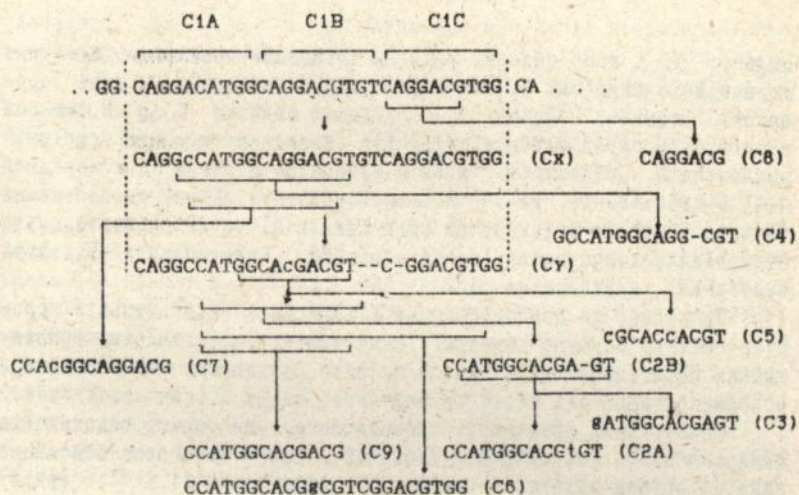 C1A C1B C1C
..GG:CAGGACATGGCAGGACGTGTCAGGACGTGG:CA
CAGGcCATGGCAGGACGTGTCAGGACGTGG:(Cx) CAGGACG (C8)
GCCATGGCAGG-CGT (C4)
CAGGCCATGGCAcGACGT--C-GGACGTGG:(Cy)
cGCACcACGT (C5)
CCAcGGCAGGACG (C7) CCATGGCACGA-GT (C2B)
gATGGCACGAGT (C3)
CCATGGCACGACG (C9) CCATGGCACGtGT (C2A)
CCATGGCACGgCGTCGGACGTGG (C6)